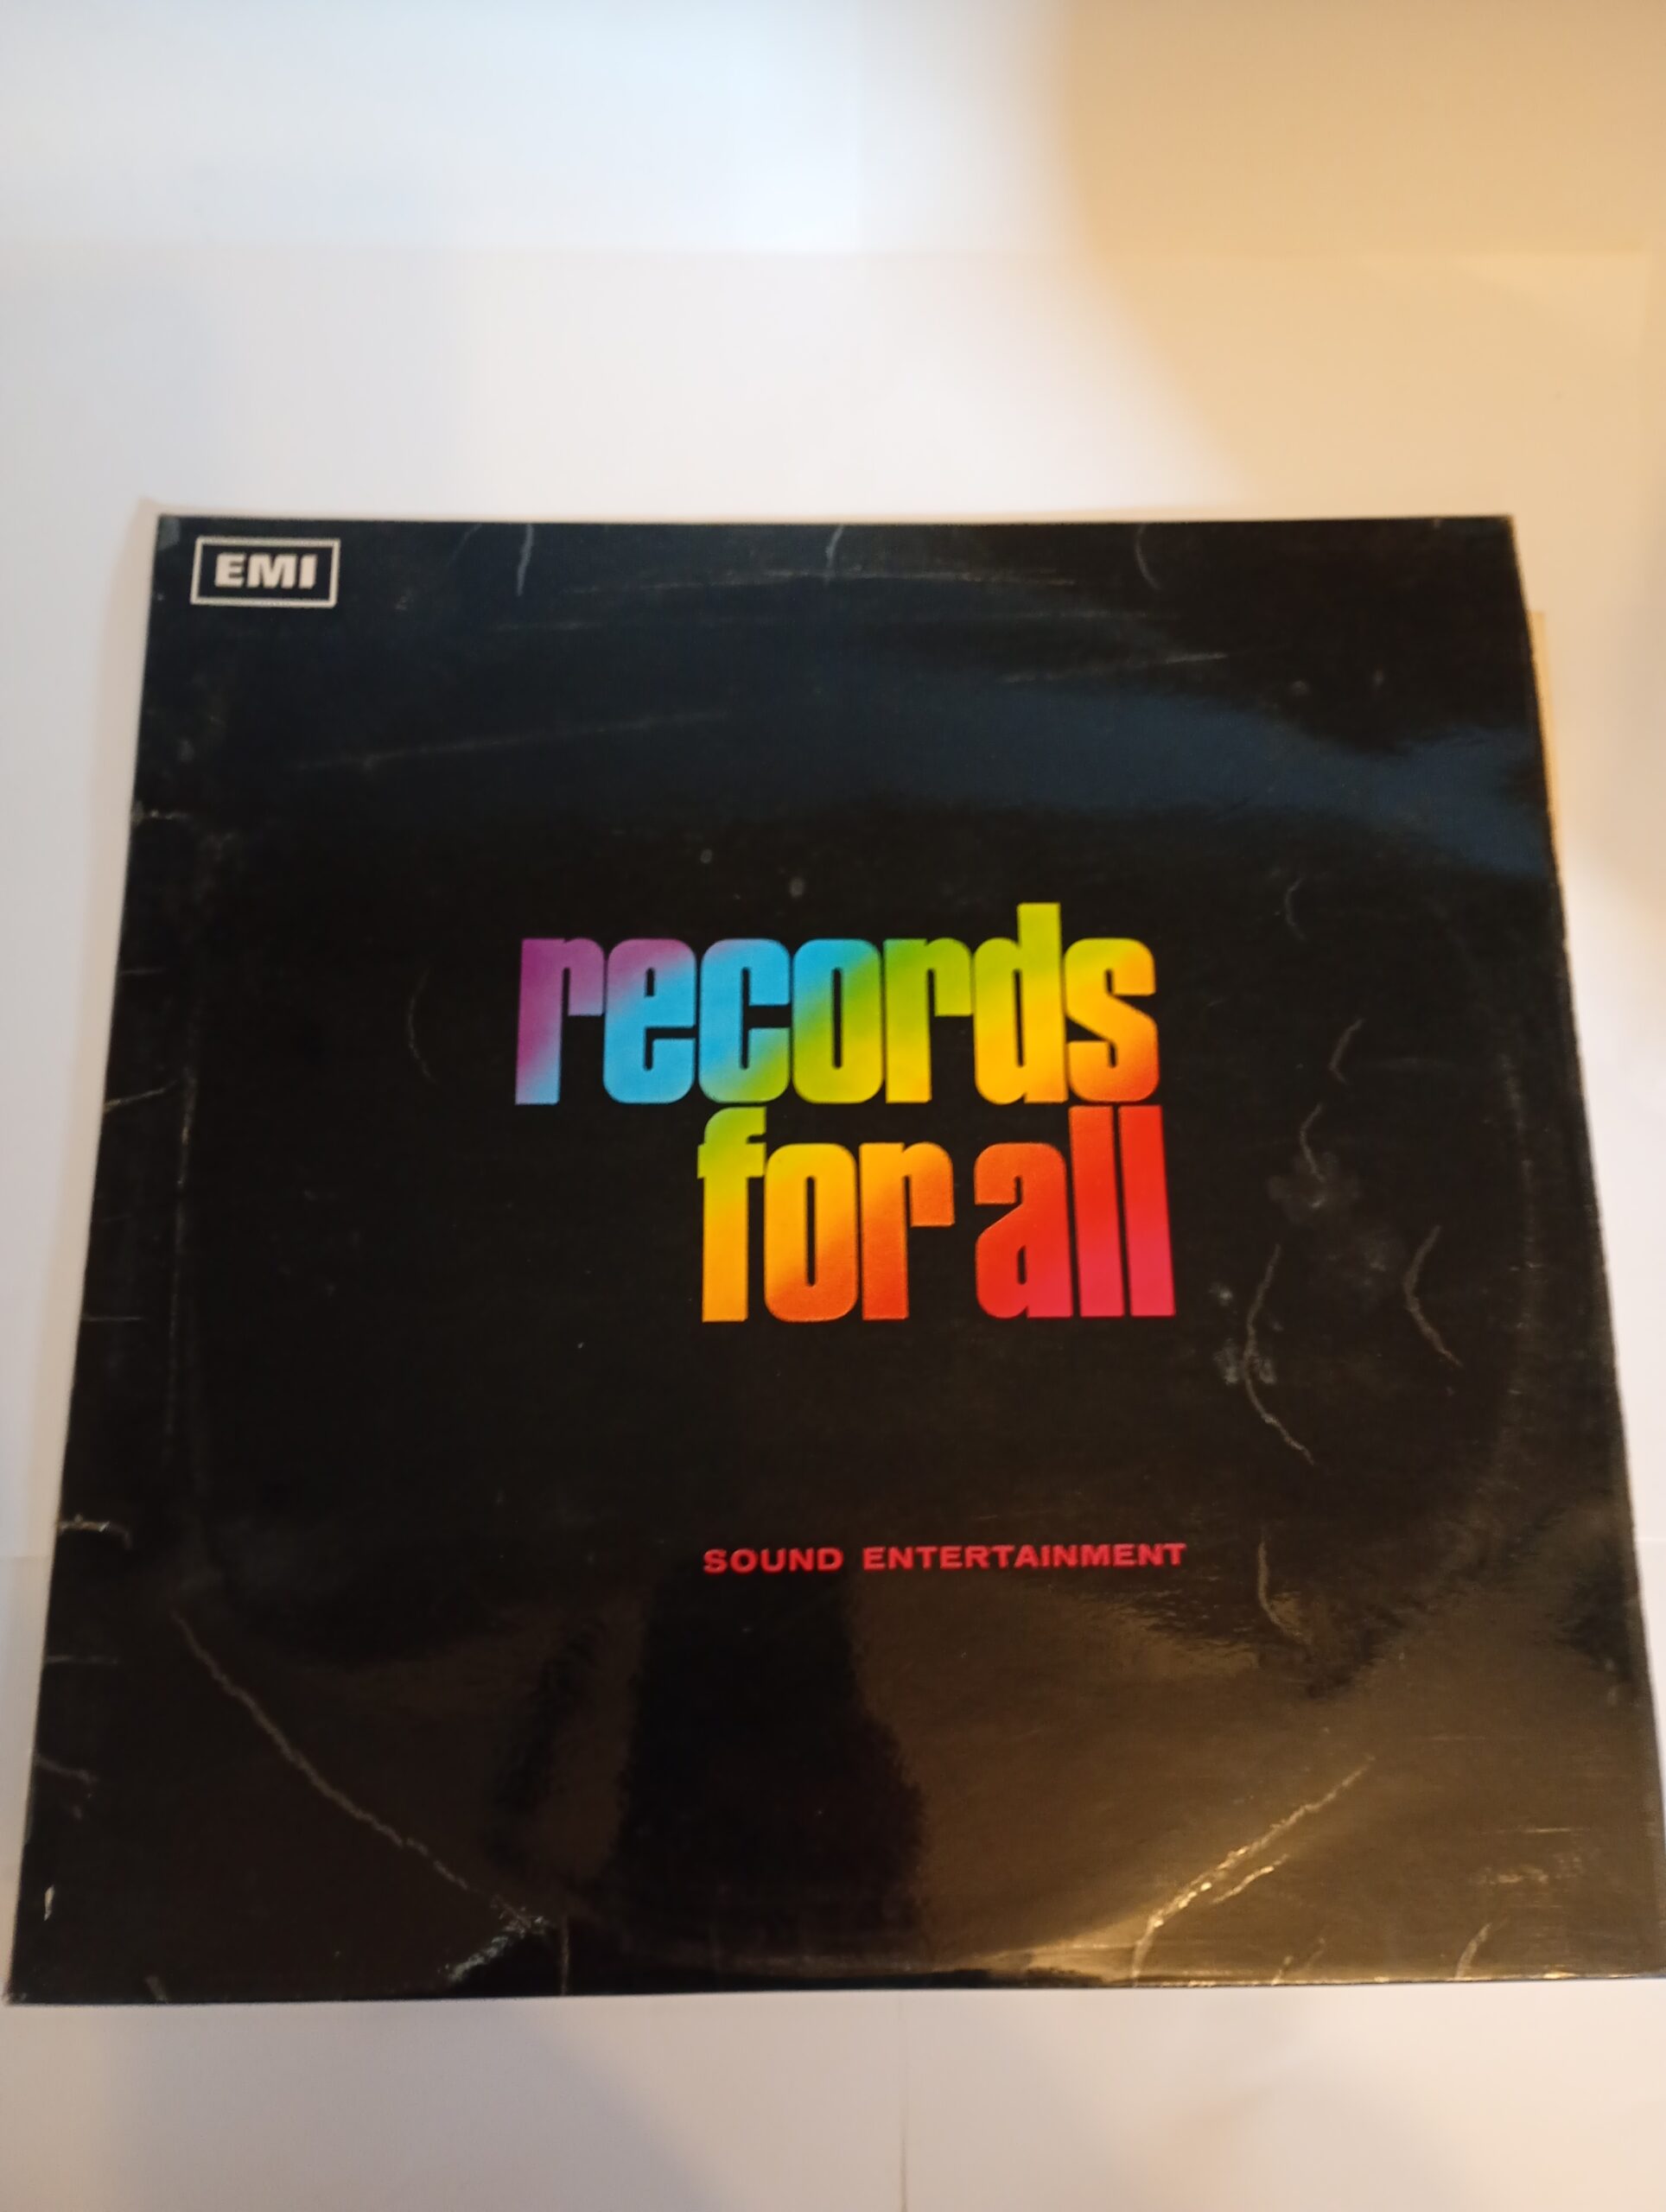 EMI
records
for all
SOUND ENTERTAINMENT